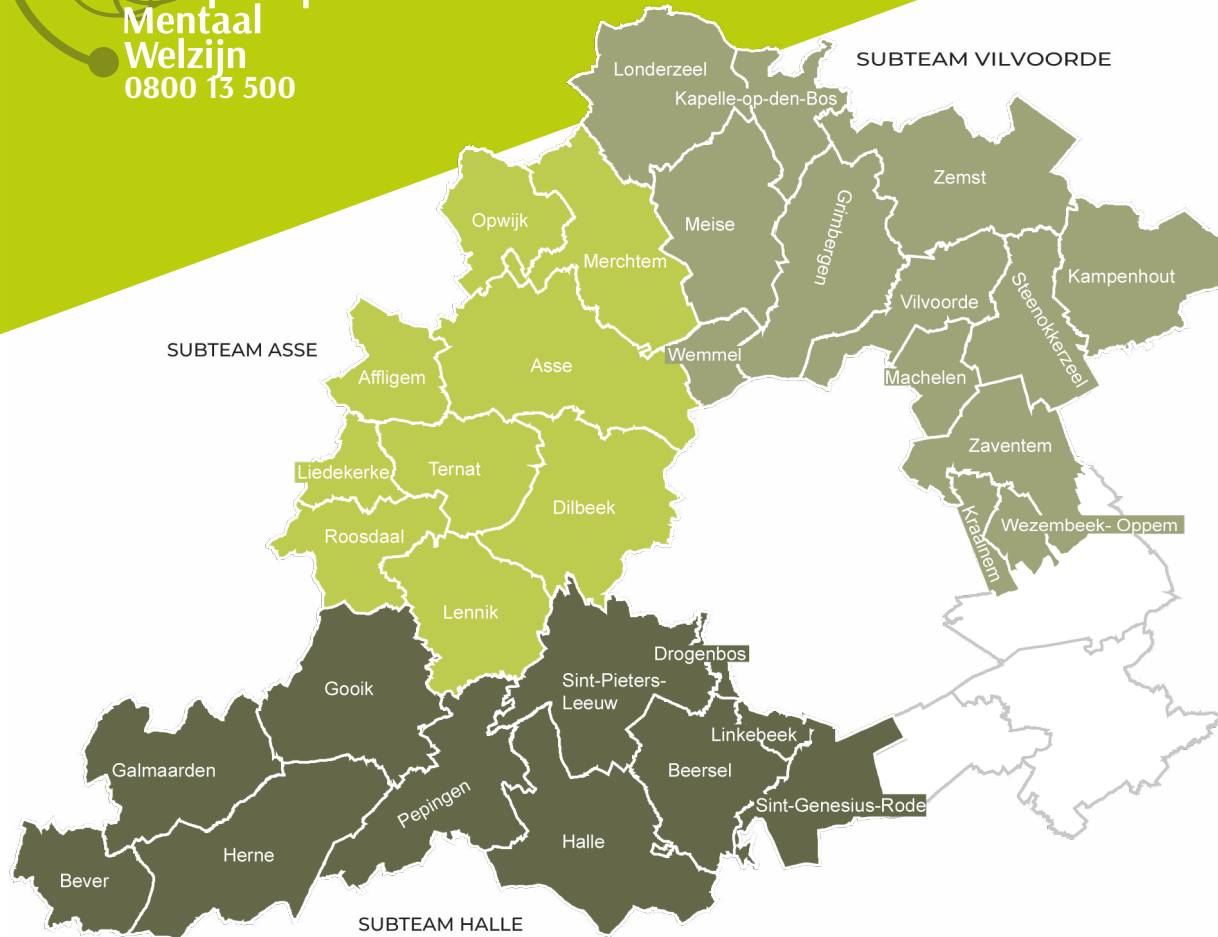 Mentaal
Welzijn
0800 13 500
SUBTEAM VILVOORDE
Londerzeel
Kapelle-op-den-Bos
Zemst
Opwijk
Meise
Grimbergen
Merchtem
Kampenhout
Vilvoorde
Steenokkerzeel
SUBTEAM ASSE
Wemmel
Asse
Affligem
Machelen
Zaventem
Liedekerke
Ternat
Dilbeek
Wezembeek- Oppem
Kraainem
Roosdaal
Lennik
Drogenbos
Gooik
Sint-Pieters-
Leeuw
Linkebeek
Galmaarden
Beersel
Pepingen
Sint-Genesius-Rode
Halle
Herne
Bever
SUBTEAM HALLE